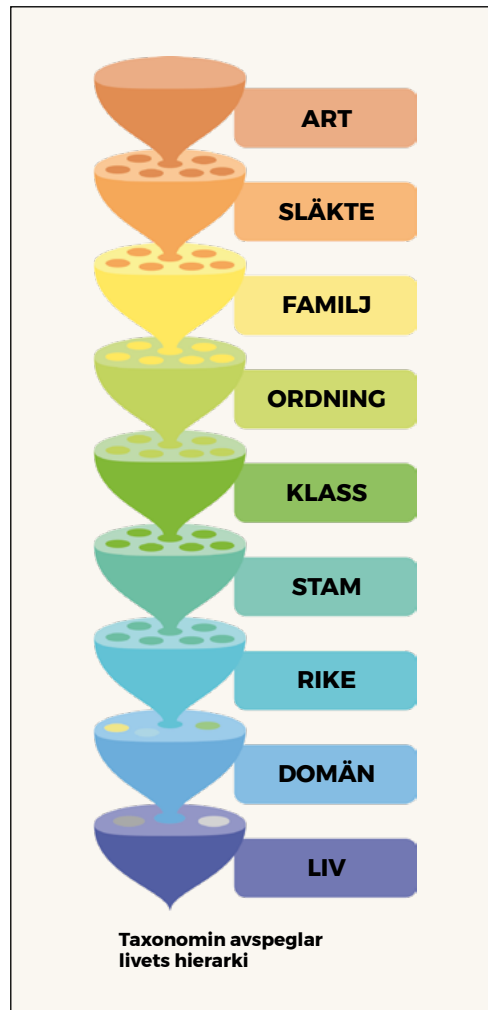 ART
SLÄKTE
FAMILJ
ORDNING
KLASS
STAM
RIKE
DOMÄN
LIV
Taxonomin avspeglar
livets hierarki